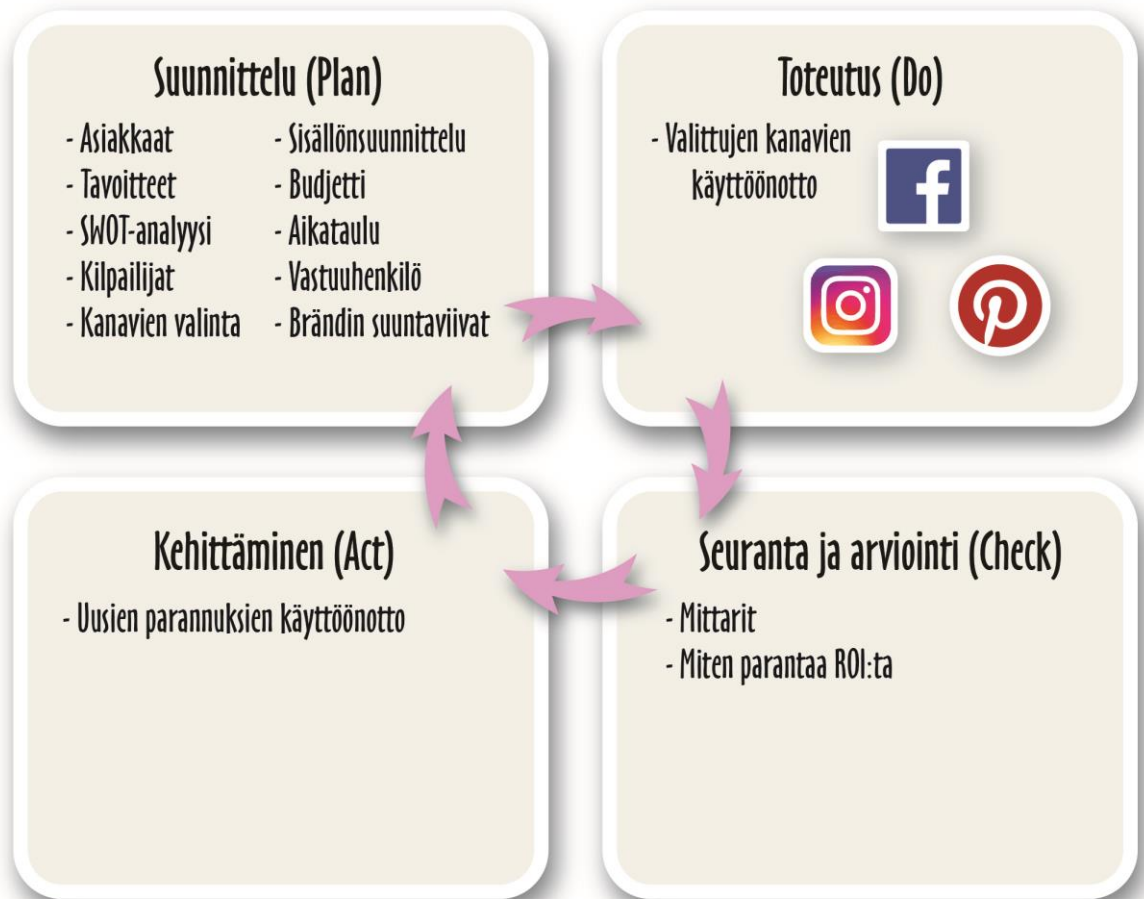 Suunnittelu (Plan)
- Asiakkaat
- Tavoitteet
- SWOT-analyysi
- Kilpailijat
- Kanavien valinta
- Sisällönsuunnittelu
- Budjetti
- Aikataulu
- Vastuuhenkilö
- Brändin suuntaviivat
Toteutus (Do)
- Valittujen kanavien
käyttöönotto
Kehittäminen (Act)
- Uusien parannuksien käyttöönotto
Seuranta ja arviointi (Check)
- Mittarit
- Miten parantaa ROI:ta